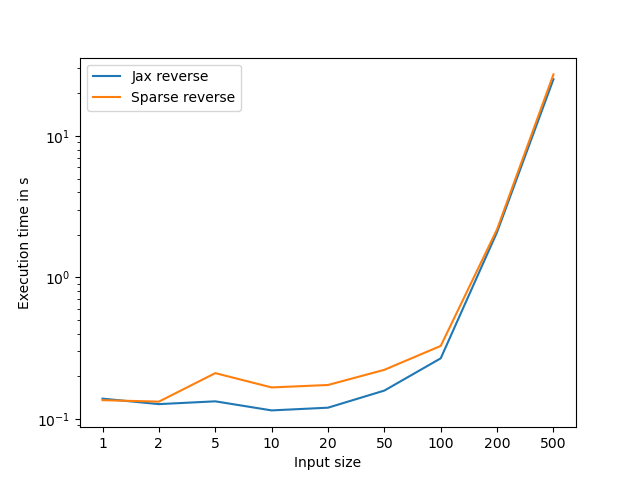 Jax reverse
Sparse reverse
10¹
10⁰
10⁻¹
Execution time in s
1 2 5 10 20 50 100 200 500
Input size